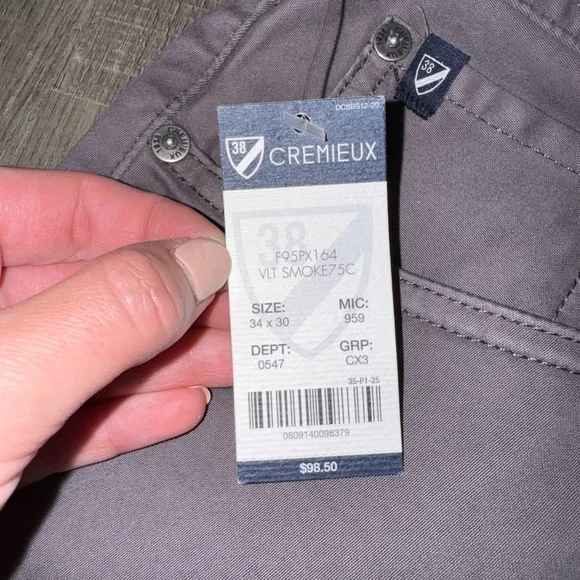 DCSBS12-20
38
38 CREMIEUX
38
F95PX164
VLT SMOKE75C
SIZE: MIC:
34 x 30 959
DEPT: GRP:
0547 CX3
35-P1-25
0809140098379
$98.50
CREMIEUX